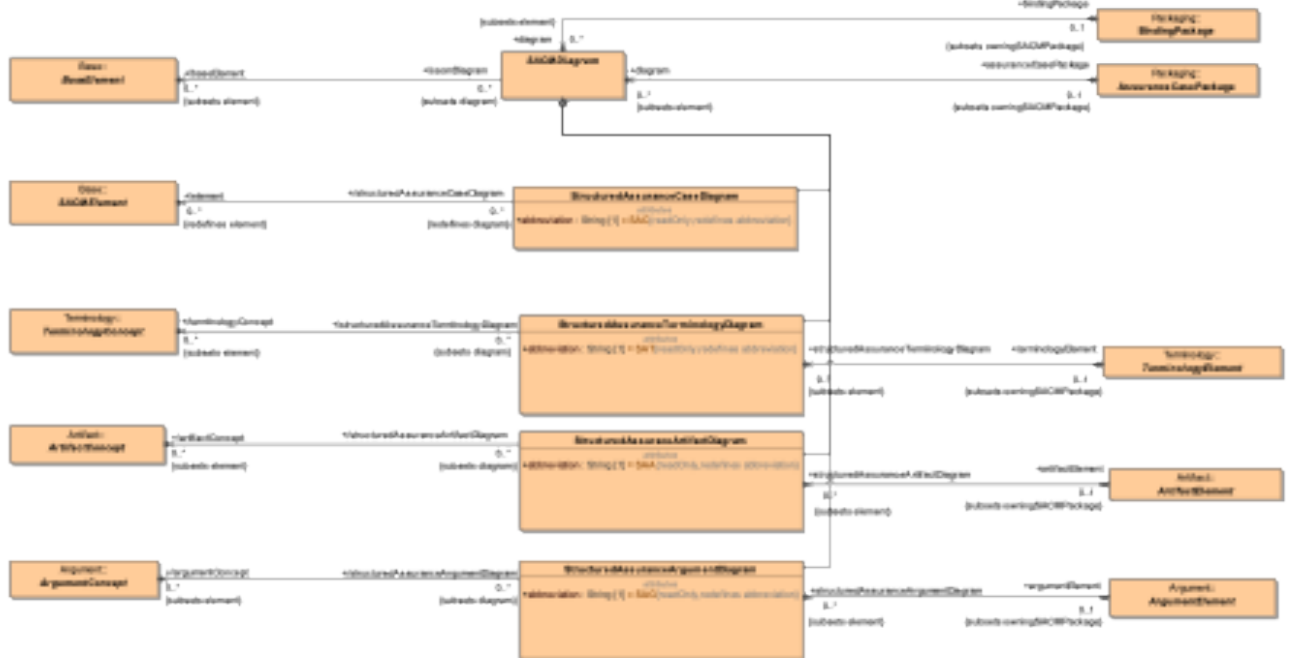 +bindingPackage
{subsets element}
0..1
Packaging::
BindingPackage
+diagram 0..*
{subsets owningSACMPackage}
Base::
BaseElement
+baseElement
0..*
{subsets element}
0..*
{subsets diagram}
SACMDiagram
+diagram
0..*
{subsets element}
+assuranceCasePackage
0..1
{subsets owningSACMPackage}
Packaging::
AssuranceCasePackage
Base::
SACMElement
+element
0..*
{redefines element}
+structuredAssuranceCaseDiagram
0..*
{redefines diagram}
StructuredAssuranceCaseDiagram
attributes
+abbreviation : String [1] = SAC{readOnly,redefines abbreviation}
Terminology::
TerminologyConcept
+terminologyConcept
0..*
{subsets element}
+structuredAssuranceTerminologyDiagram
0..*
{subsets diagram}
StructuredAssuranceTerminologyDiagram
attributes
+abbreviation : String [1] = SAT{readOnly,redefines abbreviation}
+structuredAssuranceTerminologyDiagram
0..*
{subsets element}
+terminologyElement
0..1
{subsets owningSACMPackage}
Terminology::
TerminologyElement
Artifact::
ArtifactConcept
+artifactConcept
0..*
{subsets element}
+structuredAssuranceArtifactDiagram
0..*
{subsets diagram}
StructuredAssuranceArtifactDiagram
attributes
+abbreviation : String [1] = SAA{readOnly,redefines abbreviation}
+structuredAssuranceArtifactDiagram
0..*
{subsets element}
+artifactElement
0..1
{subsets owningSACMPackage}
Artifact::
ArtifactElement
Argument::
ArgumentConcept
+argumentConcept
0..*
{subsets element}
+structuredAssuranceArgumentDiagram
0..*
{subsets diagram}
StructuredAssuranceArgumentDiagram
attributes
+abbreviation : String [1] = {readOnly,redefines abbreviation}
+structuredAssuranceArgumentDiagram
0..*
{subsets element}
+argumentElement
0..1
{subsets owningSACMPackage}
Argument::
ArgumentElement